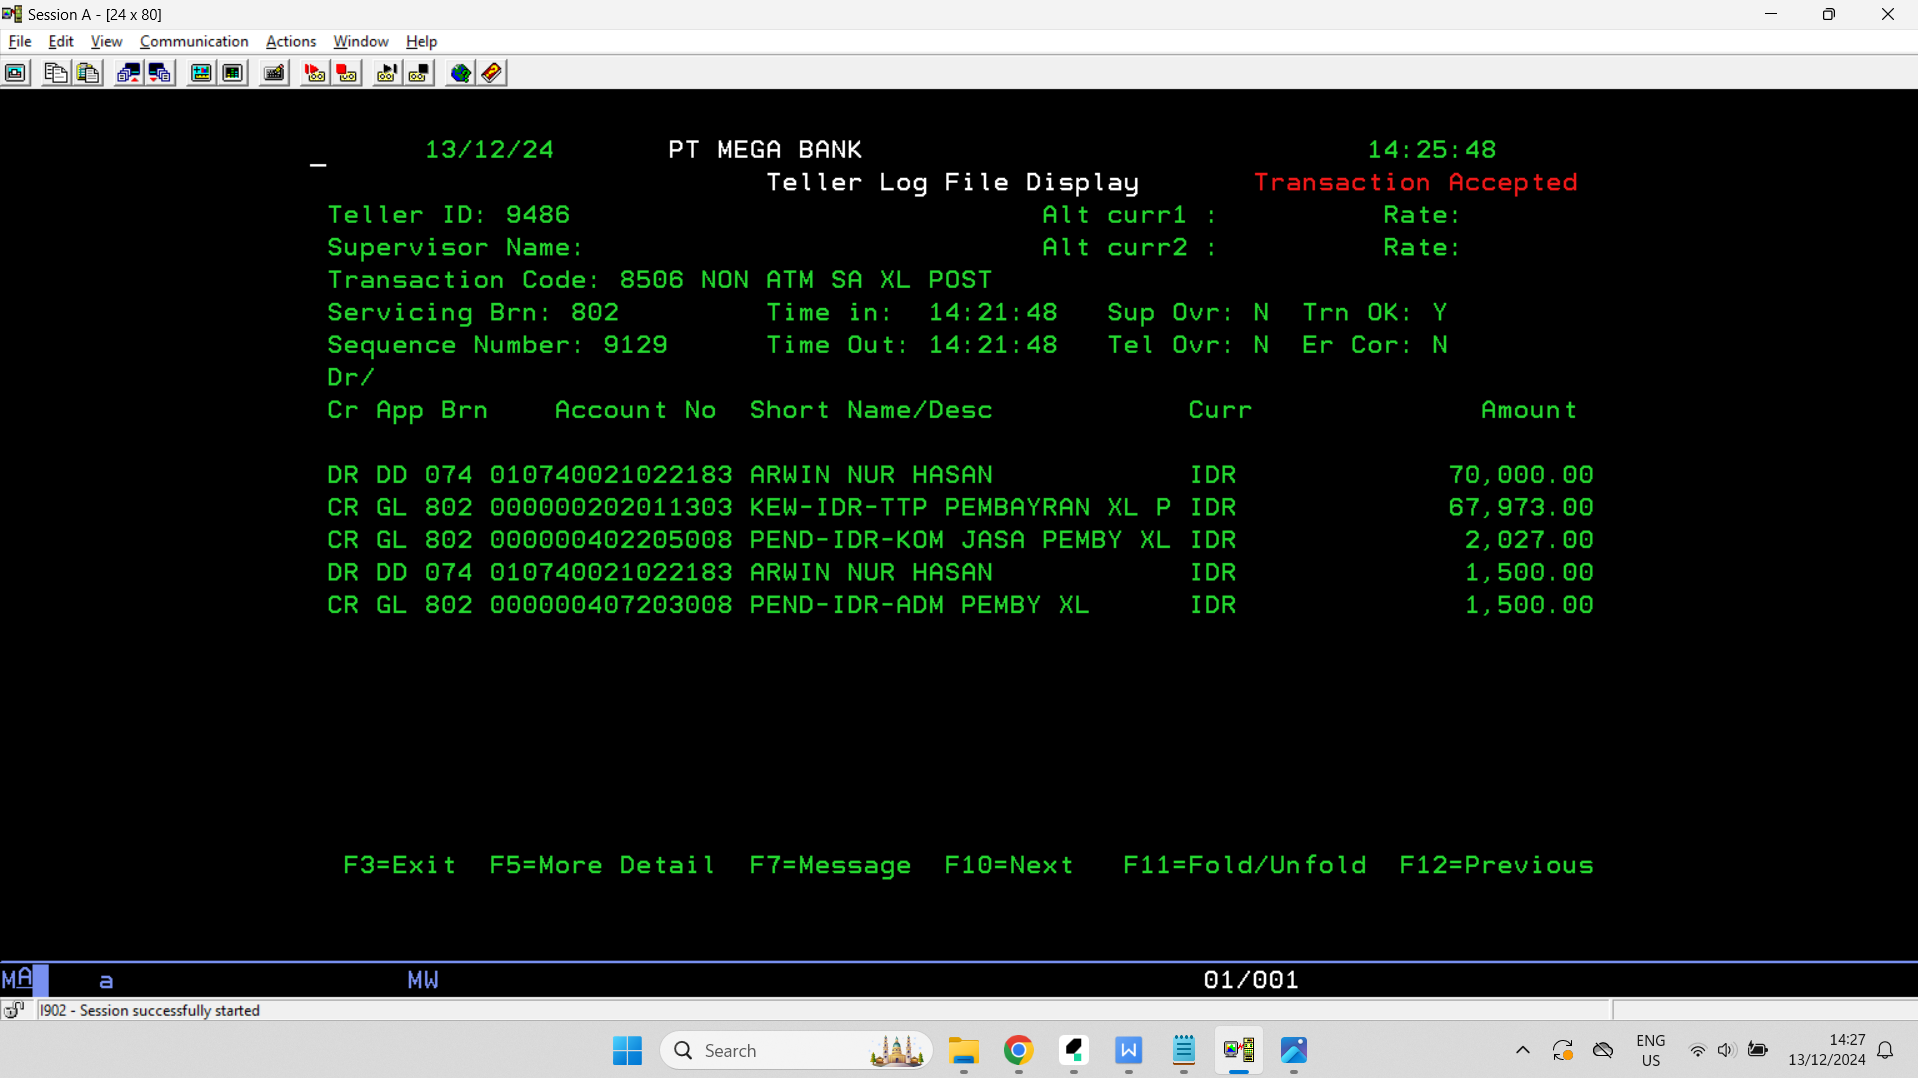 Session A - [24 x 80]
File Edit View Communication Actions Window Help
13/12/24 PT MEGA BANK 14:25:48
Teller Log File Display Transaction Accepted
Teller ID: 9486 Alt curr1 : Rate:
Supervisor Name: Alt curr2 : Rate:
Transaction Code: 8506 NON ATM SA XL POST
Servicing Brn: 802 Time in: 14:21:48 Sup Ovr: N Trn OK: Y
Sequence Number: 9129 Time Out: 14:21:48 Tel Ovr: N Er Cor: N
Dr/
Cr App Brn Account No Short Name/Desc Curr Amount
DR DD 074 010740021022183 ARWIN NUR HASAN IDR 70,000.00
CR GL 802 000000202011303 KEW-IDR-TTP PEMBAYRAN XL P IDR 67,973.00
CR GL 802 000000402205008 PEND-IDR-KOM JASA PEMBY XL IDR 2,027.00
DR DD 074 010740021022183 ARWIN NUR HASAN IDR 1,500.00
CR GL 802 000000407203008 PEND-IDR-ADM PEMBY XL IDR 1,500.00
F3=Exit F5=More Detail F7=Message F10=Next F11=Fold/Unfold F12=Previous
MA a MW 01/001
I902 - Session successfully started
Search ENG 14:27
US 13/12/2024